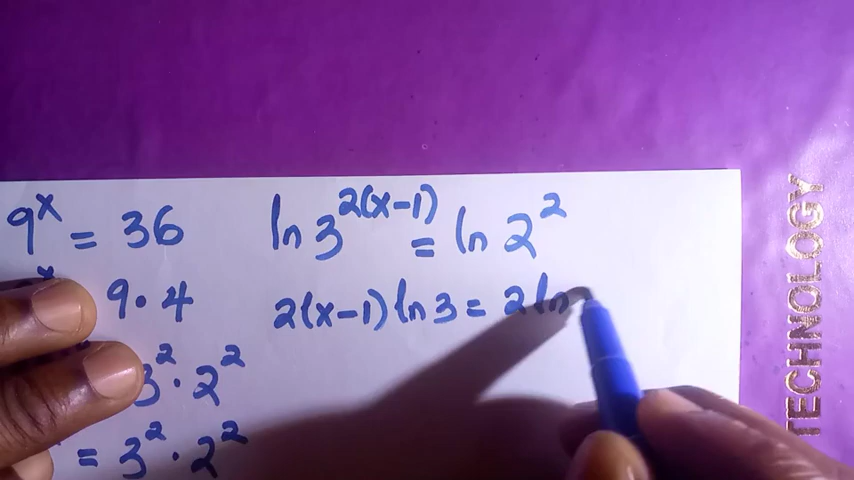 9^x = 36
9 · 4
3^2 · 2^2
= 3^2 · 2^2
ln 3^2(x-1) = ln 2^2
2(x-1) ln 3 = 2 ln
TECHNOLOGY